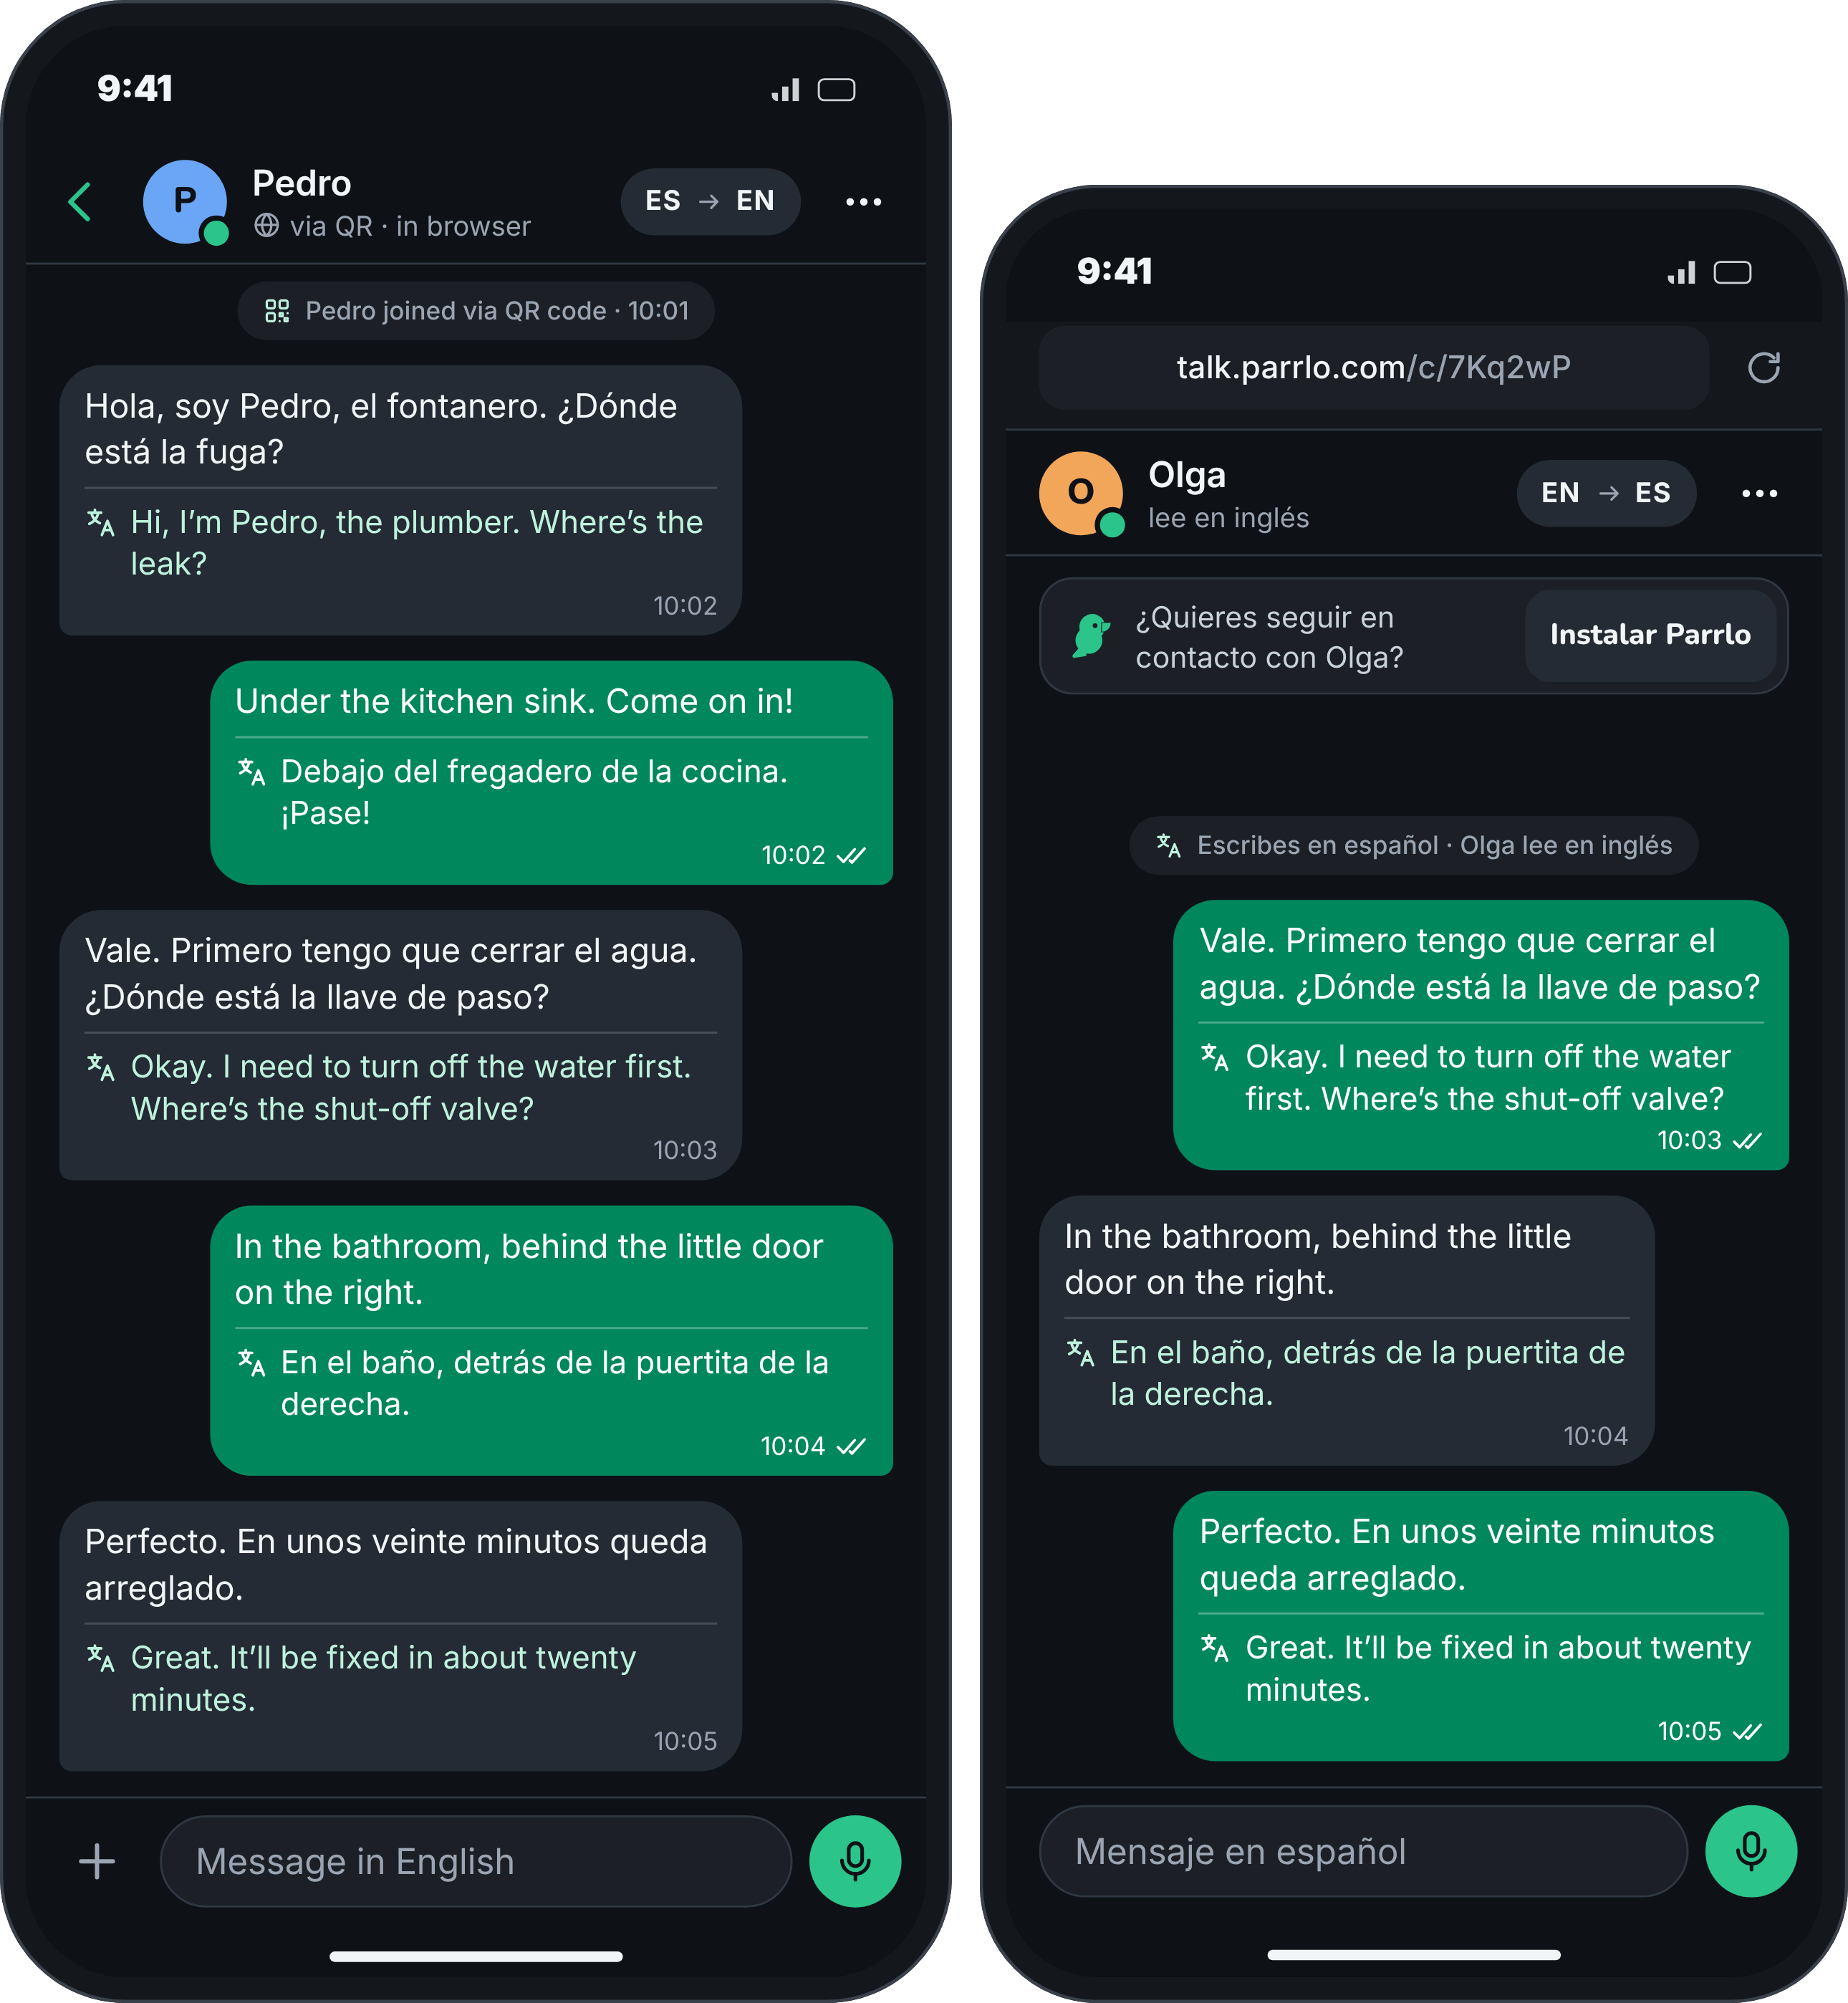 9:41
P
Pedro
via QR · in browser
ES → EN
Pedro joined via QR code · 10:01
Hola, soy Pedro, el fontanero. ¿Dónde
está la fuga?
Hi, I’m Pedro, the plumber. Where’s the
leak?
10:02
Under the kitchen sink. Come on in!
Debajo del fregadero de la cocina.
¡Pase!
10:02
Vale. Primero tengo que cerrar el agua.
¿Dónde está la llave de paso?
Okay. I need to turn off the water first.
Where’s the shut-off valve?
10:03
In the bathroom, behind the little door
on the right.
En el baño, detrás de la puertita de la
derecha.
10:04
Perfecto. En unos veinte minutos queda
arreglado.
Great. It’ll be fixed in about twenty
minutes.
10:05
Message in English
9:41
talk.parrlo.com/c/7Kq2wP
O
Olga
lee en inglés
EN → ES
¿Quieres seguir en
contacto con Olga?
Instalar Parrlo
Escribes en español · Olga lee en inglés
Vale. Primero tengo que cerrar el
agua. ¿Dónde está la llave de paso?
Okay. I need to turn off the water
first. Where’s the shut-off valve?
10:03
In the bathroom, behind the little
door on the right.
En el baño, detrás de la puertita de
la derecha.
10:04
Perfecto. En unos veinte minutos
queda arreglado.
Great. It’ll be fixed in about twenty
minutes.
10:05
Mensaje en español